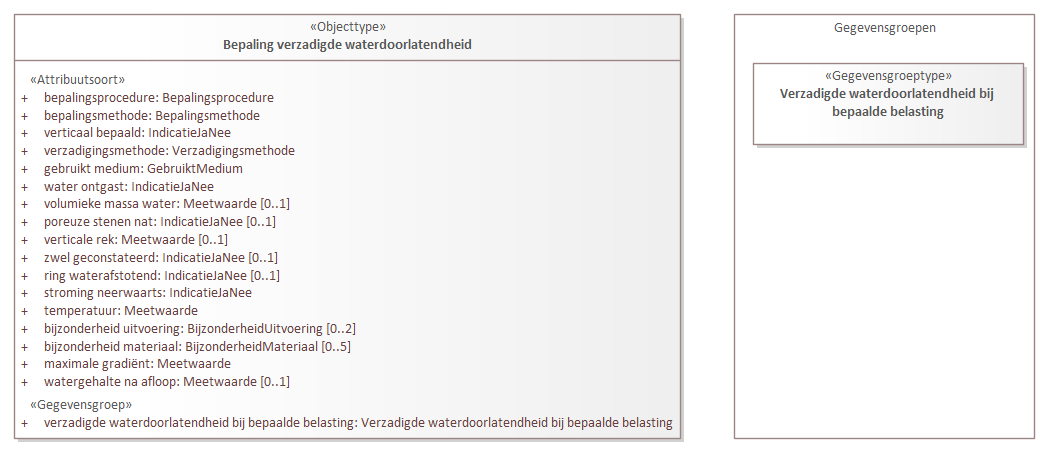 «Objecttype»
Bepaling verzadigde waterdoorlatendheid
«Attribuutsoort»
+ bepalingsprocedure: Bepalingsprocedure
+ bepalingsmethode: Bepalingsmethode
+ verticaal bepaald: IndicatieJaNee
+ verzadigingsmethode: Verzadigingsmethode
+ gebruikt medium: GebruiktMedium
+ water ontgast: IndicatieJaNee
+ volumieke massa water: Meetwaarde [0..1]
+ poreuze stenen nat: IndicatieJaNee [0..1]
+ verticale rek: Meetwaarde [0..1]
+ zwel geconstateerd: IndicatieJaNee [0..1]
+ ring waterafstotend: IndicatieJaNee [0..1]
+ stroming neerwaarts: IndicatieJaNee
+ temperatuur: Meetwaarde
+ bijzonderheid uitvoering: BijzonderheidUitvoering [0..2]
+ bijzonderheid materiaal: BijzonderheidMateriaal [0..5]
+ maximale gradiënt: Meetwaarde
+ watergehalte na afloop: Meetwaarde [0..1]
«Gegevensgroep»
+ verzadigde waterdoorlatendheid bij bepaalde belasting: Verzadigde waterdoorlatendheid bij bepaalde belasting
Gegevensgroepen
«Gegevensgroeptype»
Verzadigde waterdoorlatendheid bij
bepaalde belasting